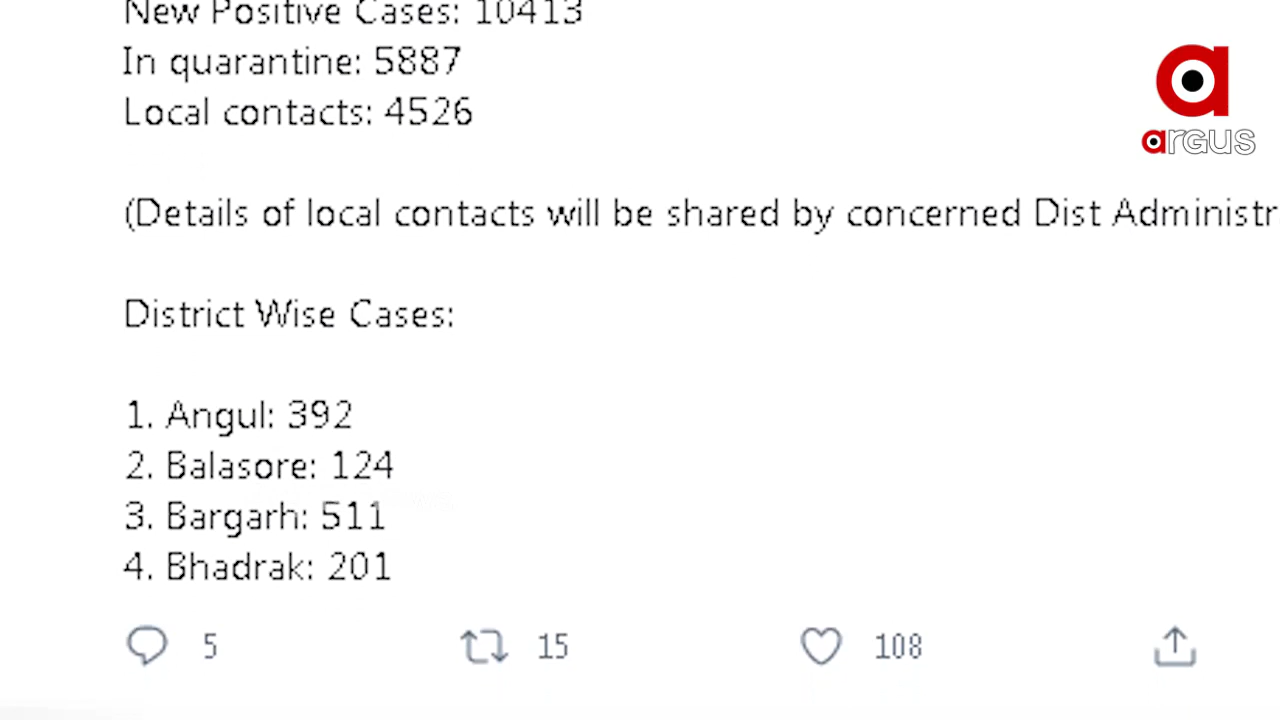 New Positive Cases: 10413
In quarantine: 5887
Local contacts: 4526
(Details of local contacts will be shared by concerned Dist Administr
District Wise Cases:
1. Angul: 392
2. Balasore: 124
3. Bargarh: 511
4. Bhadrak: 201
5 15 108
a
argus